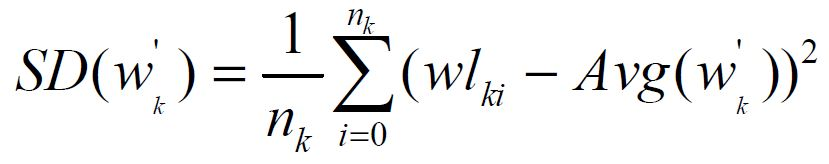 SD(w'_k) = \frac{1}{n_k} \sum_{i=0}^{n_k} (wl_{ki} - Avg(w'_k))^2